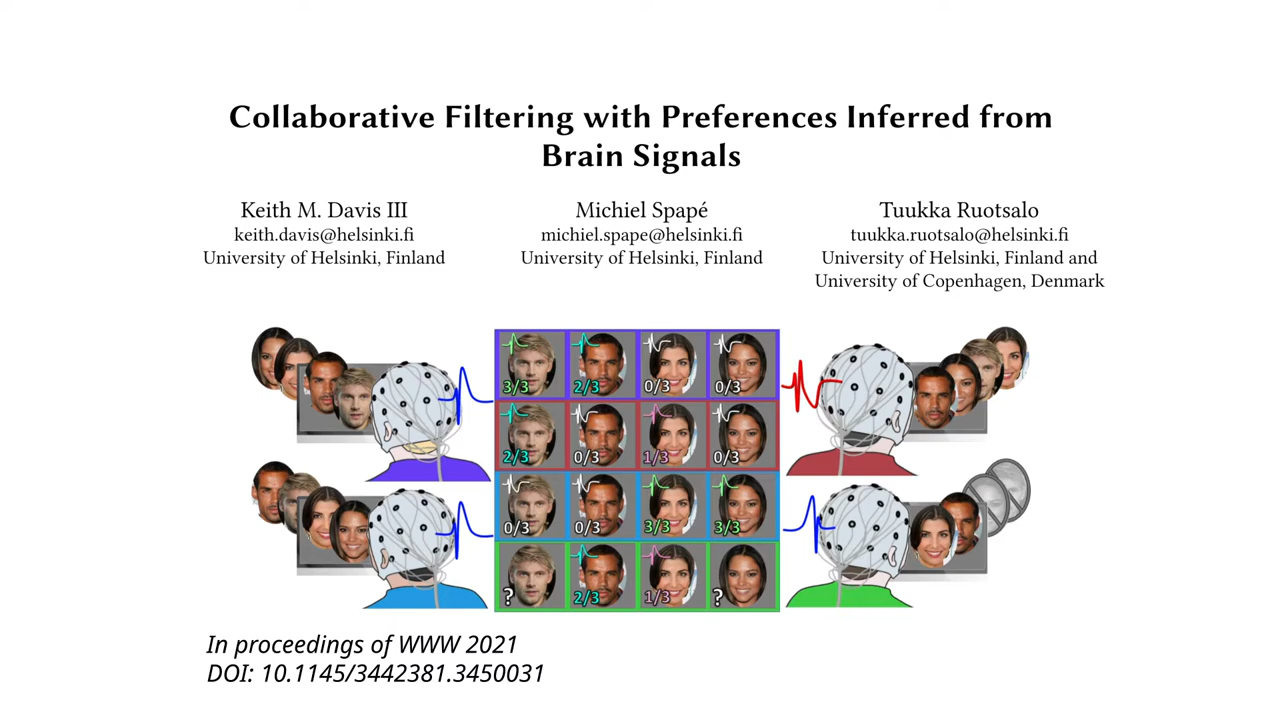 Collaborative Filtering with Preferences Inferred from
Brain Signals
Keith M. Davis III
keith.davis@helsinki.fi
University of Helsinki, Finland
Michiel Spapé
michiel.spape@helsinki.fi
University of Helsinki, Finland
Tuukka Ruotsalo
tuukka.ruotsalo@helsinki.fi
University of Helsinki, Finland and
University of Copenhagen, Denmark
3/3 2/3 0/3 0/3
2/3 0/3 1/3 0/3
0/3 0/3 3/3 3/3
? 2/3 1/3 ?
In proceedings of WWW 2021
DOI: 10.1145/3442381.3450031